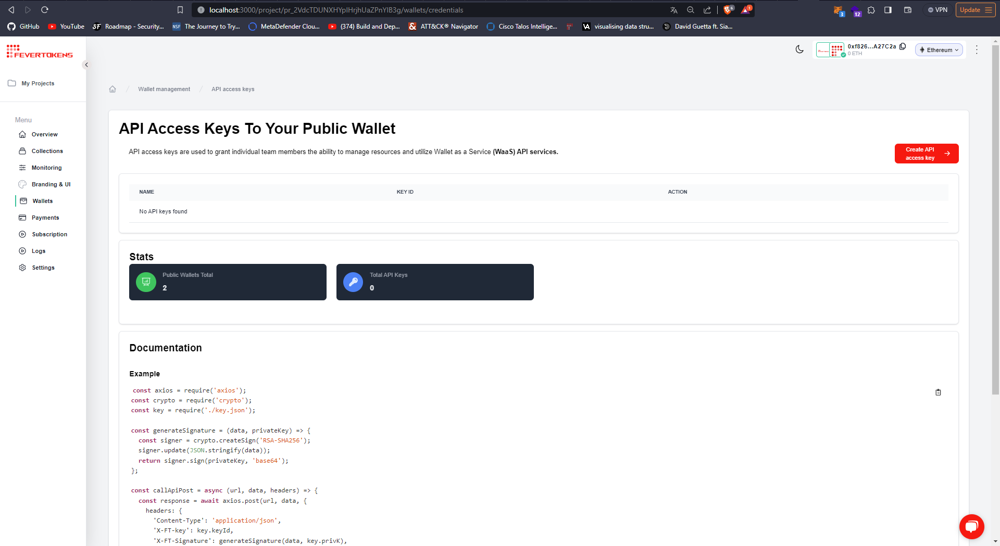 localhost:3000/project/pr_2VdcTDUNXHYpIHrjhUaZPnYIB3g/wallets/credentials
6
1
3
12
VPN
Update
GitHub
YouTube
Roadmap - Security...
NSF
The Journey to Try...
MetaDefender Clou...
(374) Build and Dep...
ATT&CK® Navigator
Cisco Talos Intellige...
visualising data stru...
David Guetta ft. Sia...
FEVERTOKENS
0xf826...A27C2a
0 ETH
Ethereum
My Projects
Wallet management / API access keys
Menu
Overview
Collections
Monitoring
Branding & UI
Wallets
Payments
Subscription
Logs
Settings
API Access Keys To Your Public Wallet
API access keys are used to grant individual team members the ability to manage resources and utilize Wallet as a Service (WaaS) API services.
Create API
access key
NAME KEY ID ACTION
No API keys found
Stats
Public Wallets Total
2
Total API Keys
0
Documentation
Example
const axios = require('axios');
const crypto = require('crypto');
const key = require('./key.json');
const generateSignature = (data, privateKey) => {
const signer = crypto.createSign('RSA-SHA256');
signer.update(JSON.stringify(data));
return signer.sign(privateKey, 'base64');
};
const callApiPost = async (url, data, headers) => {
const response = await axios.post(url, data, {
headers: {
'Content-Type': 'application/json',
'X-FT-key': key.keyId,
'X-FT-Signature': generateSignature(data, key.privK),